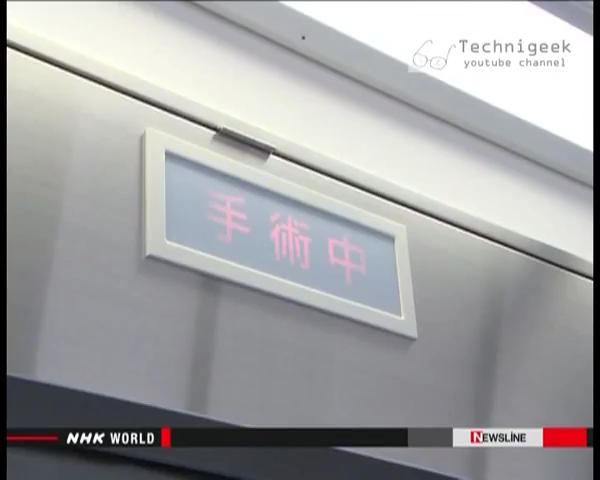 Technigeek
youtube channel
手術中
NHK WORLD
NEWSLINE